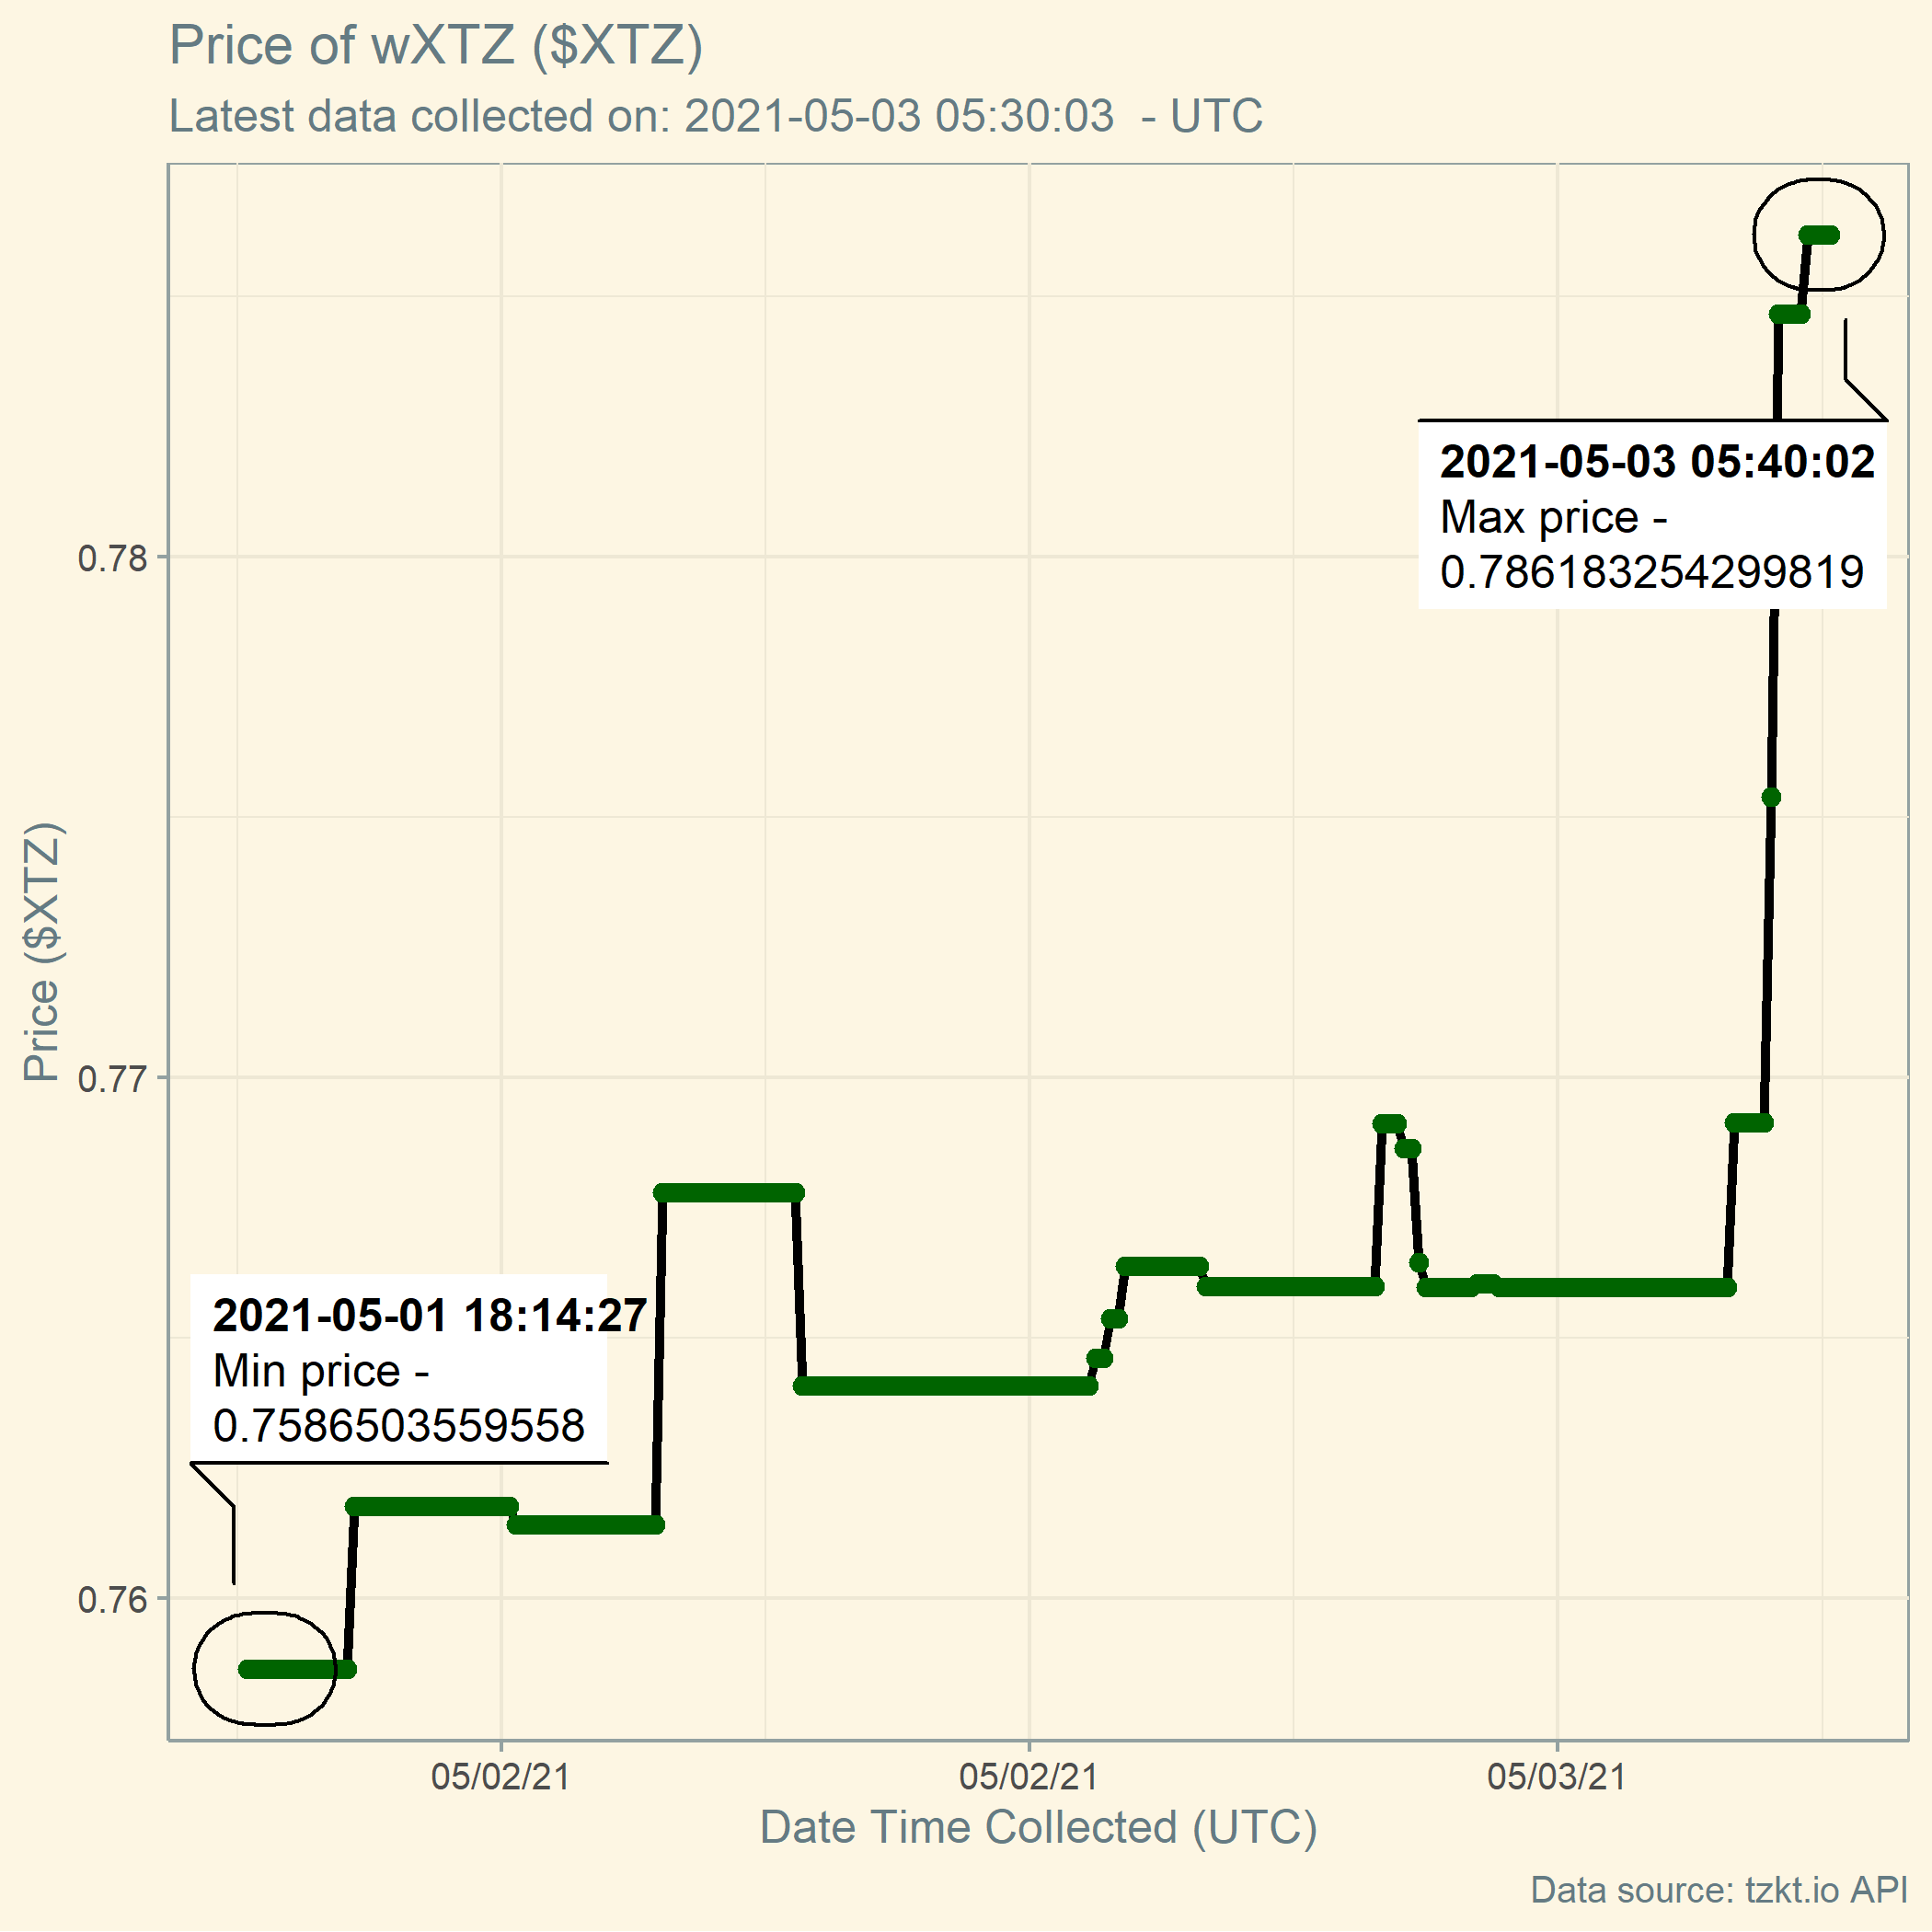 Price of wXTZ ($XTZ)
Latest data collected on: 2021-05-03 05:30:03  - UTC
2021-05-03 05:40:02
Max price -
0.786183254299819
0.78
Price ($XTZ)
0.77
2021-05-01 18:14:27
Min price -
0.7586503559558
0.76
05/02/21
05/02/21
05/03/21
Date Time Collected (UTC)
Data source: tzkt.io API